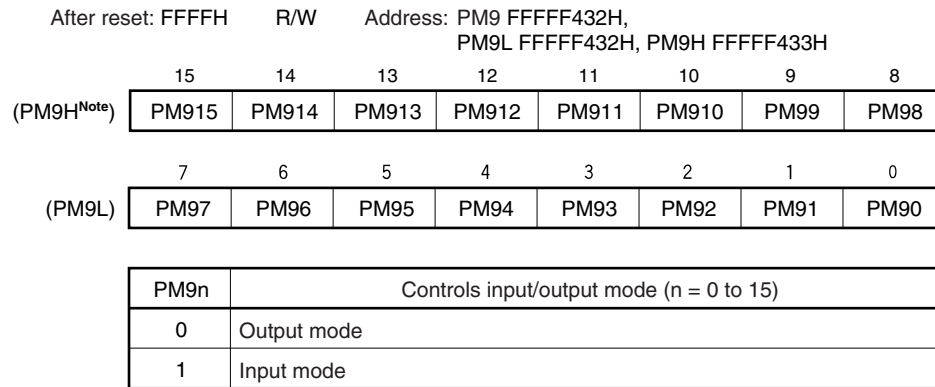 After reset: FFFFH R/W Address: PM9 FFFFF432H,
PM9L FFFFF432H, PM9H FFFFF433H
15 14 13 12 11 10 9 8
(PM9HNote) PM915 PM914 PM913 PM912 PM911 PM910 PM99 PM98
7 6 5 4 3 2 1 0
(PM9L) PM97 PM96 PM95 PM94 PM93 PM92 PM91 PM90
PM9n Controls input/output mode (n = 0 to 15)
0 Output mode
1 Input mode